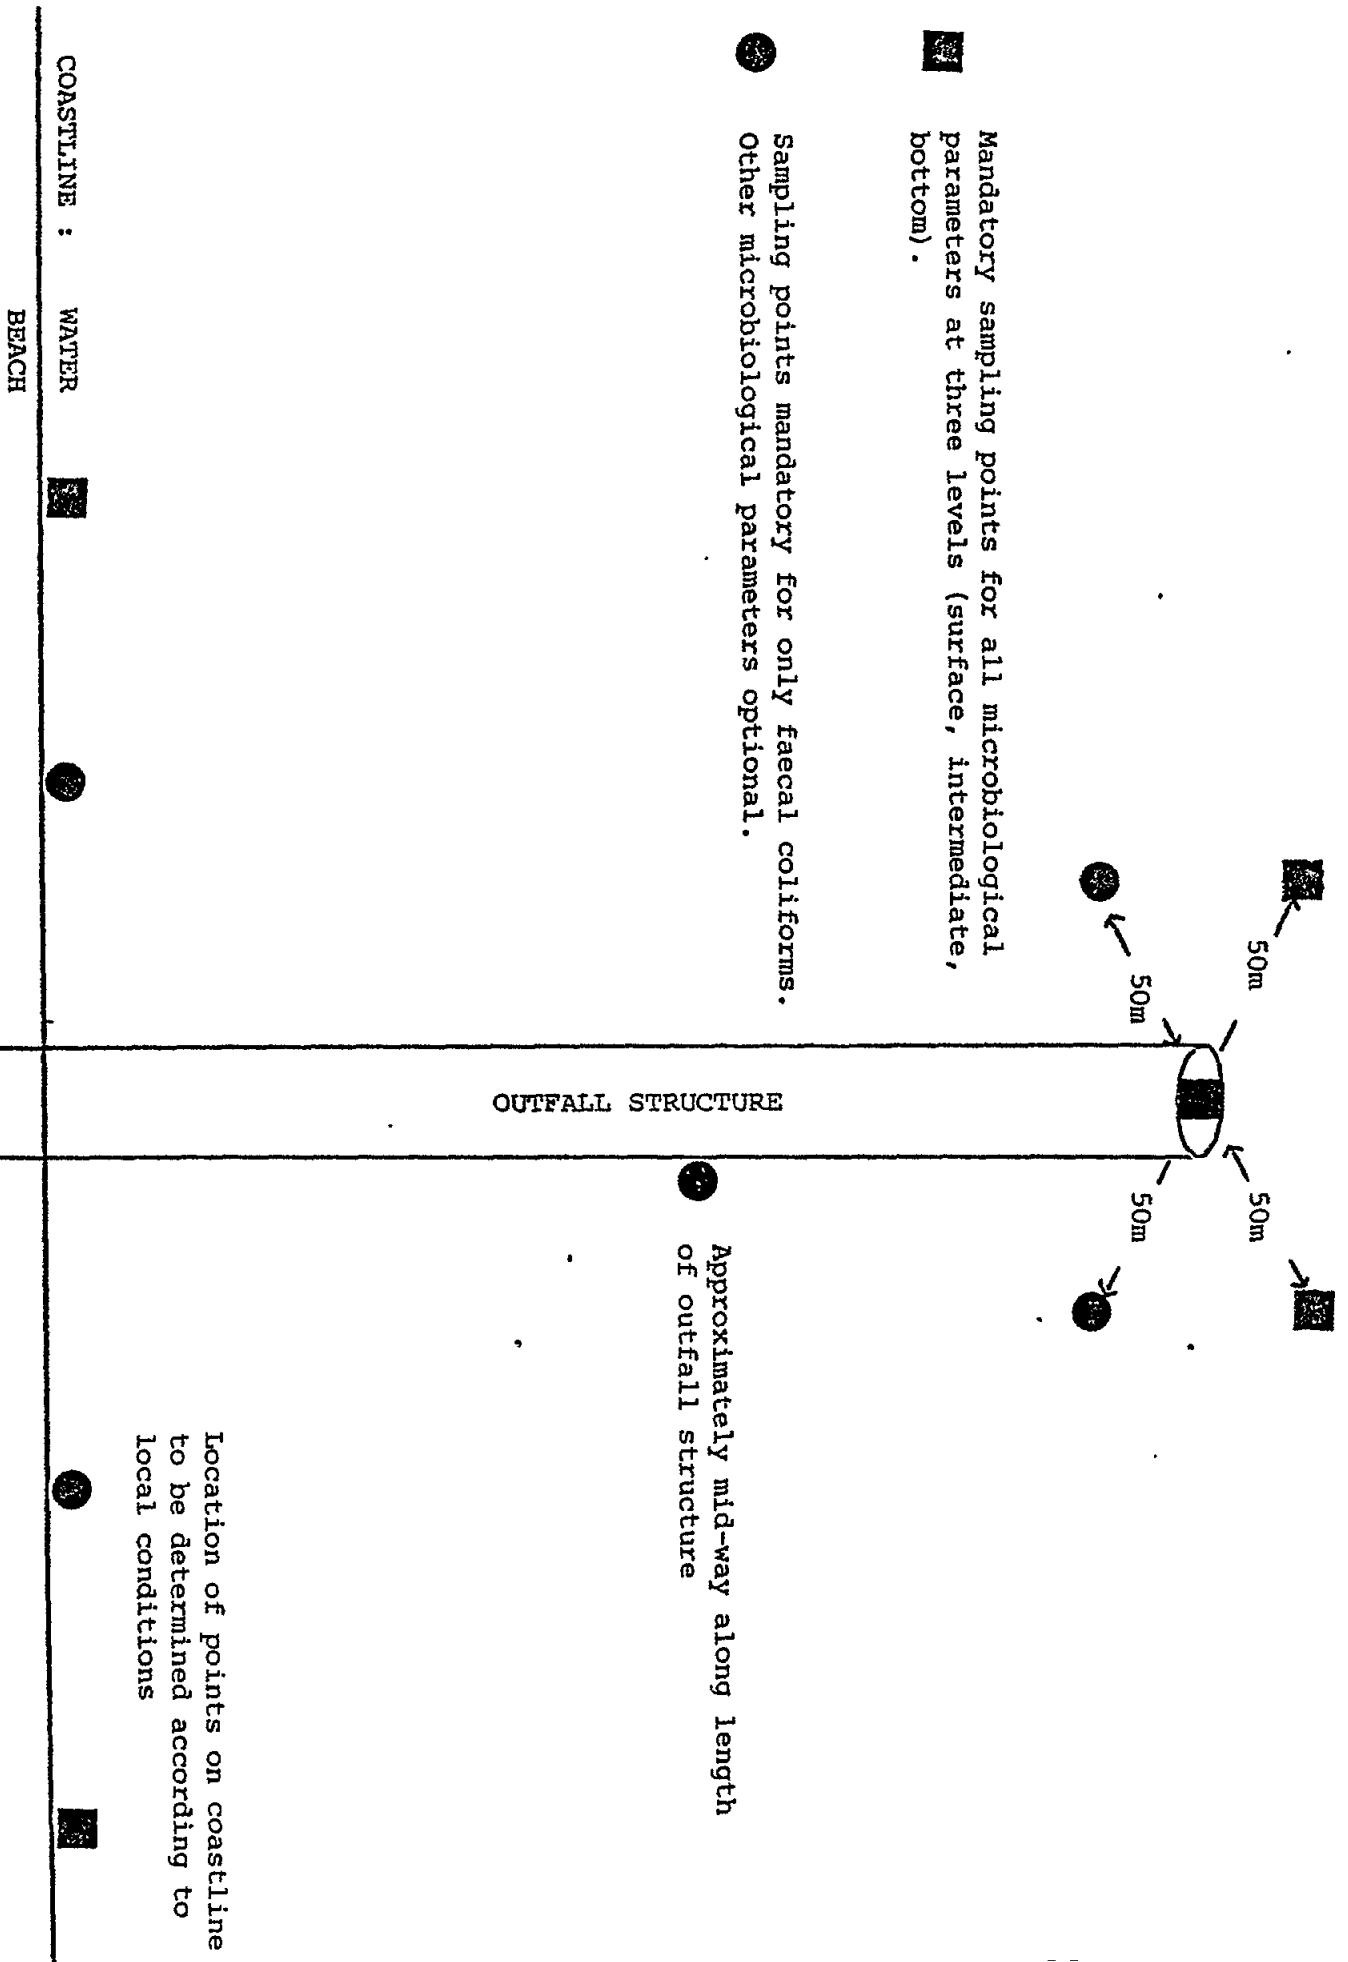 50m
50m
50m
50m
Mandatory sampling points for all microbiological
parameters at three levels (surface, intermediate,
bottom).
Sampling points mandatory for only faecal coliforms.
Other microbiological parameters optional.
OUTFALL STRUCTURE
Approximately mid-way along length
of outfall structure
Location of points on coastline
to be determined according to
local conditions
COASTLINE : WATER
BEACH